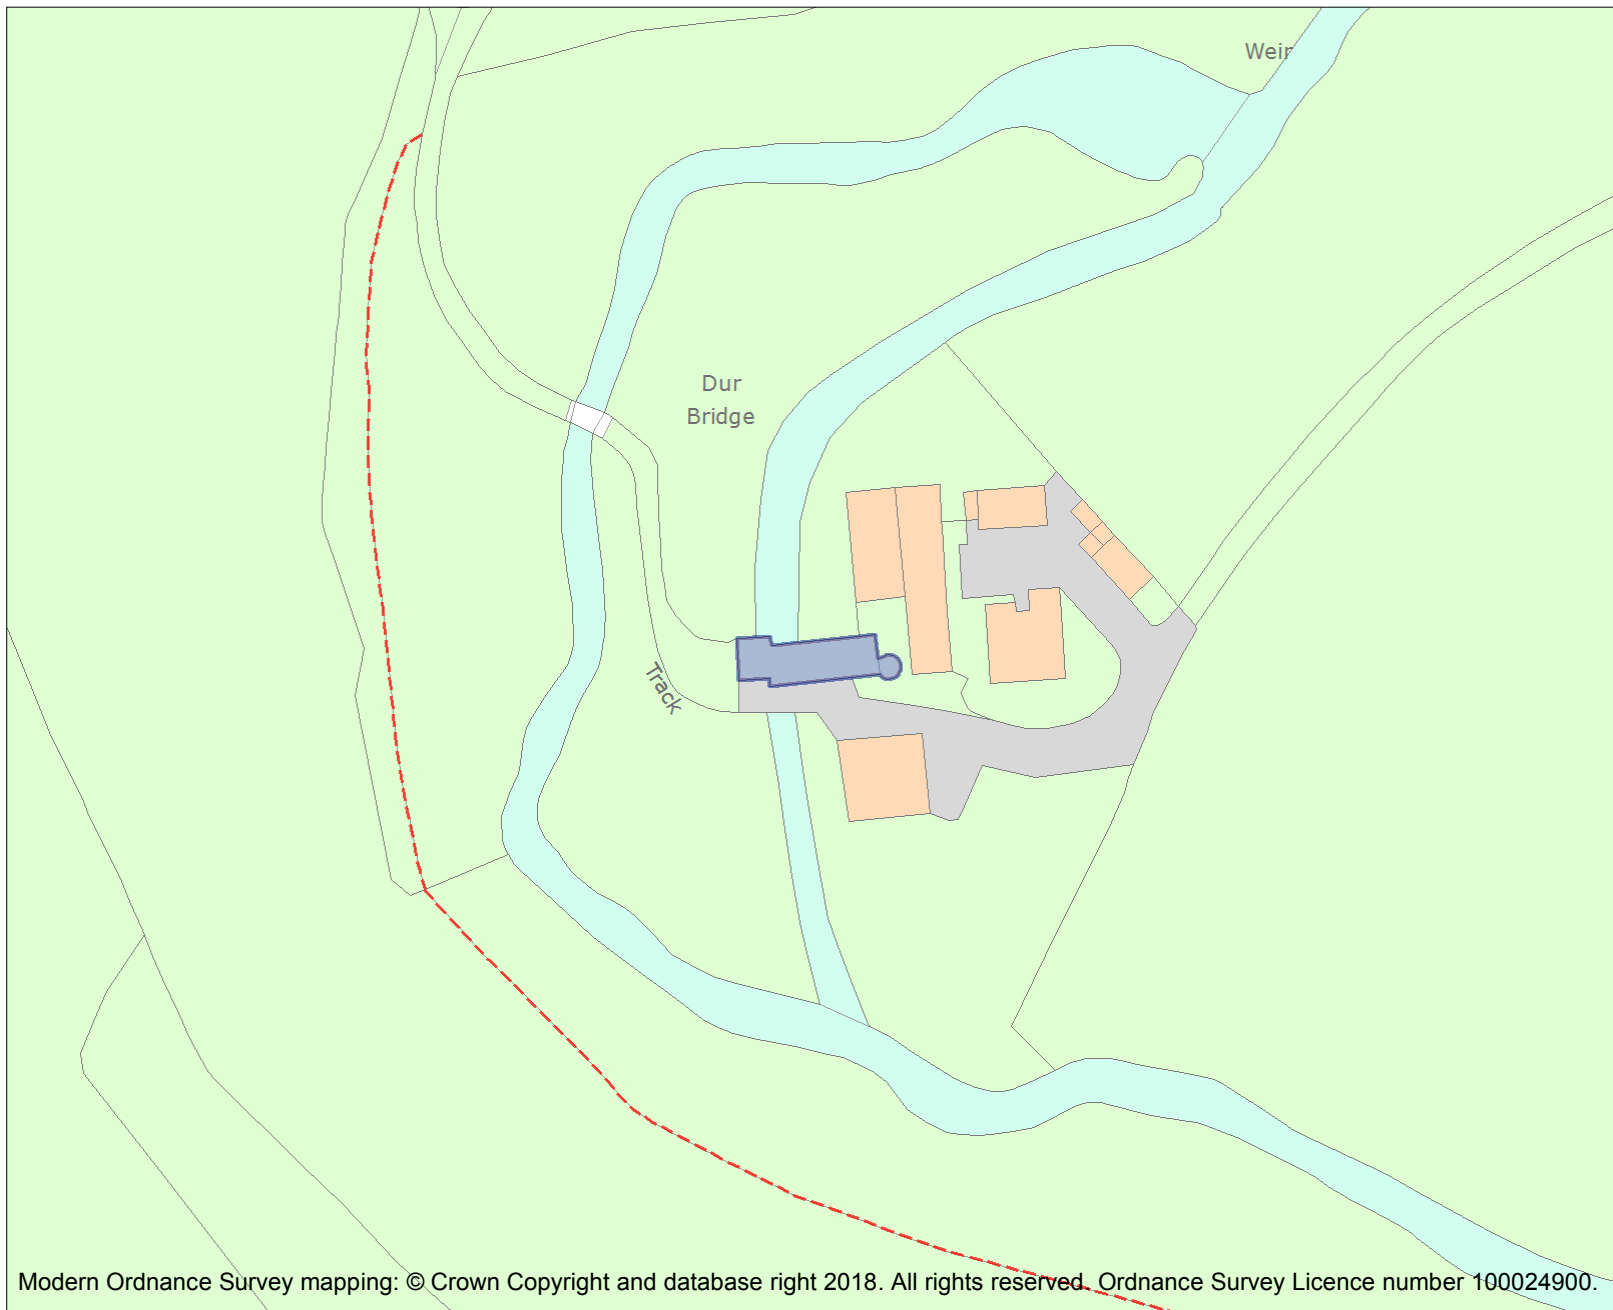 Weir
Dur
Bridge
Track
Modern Ordnance Survey mapping: © Crown Copyright and database right 2018. All rights reserved. Ordnance Survey Licence number 100024900.